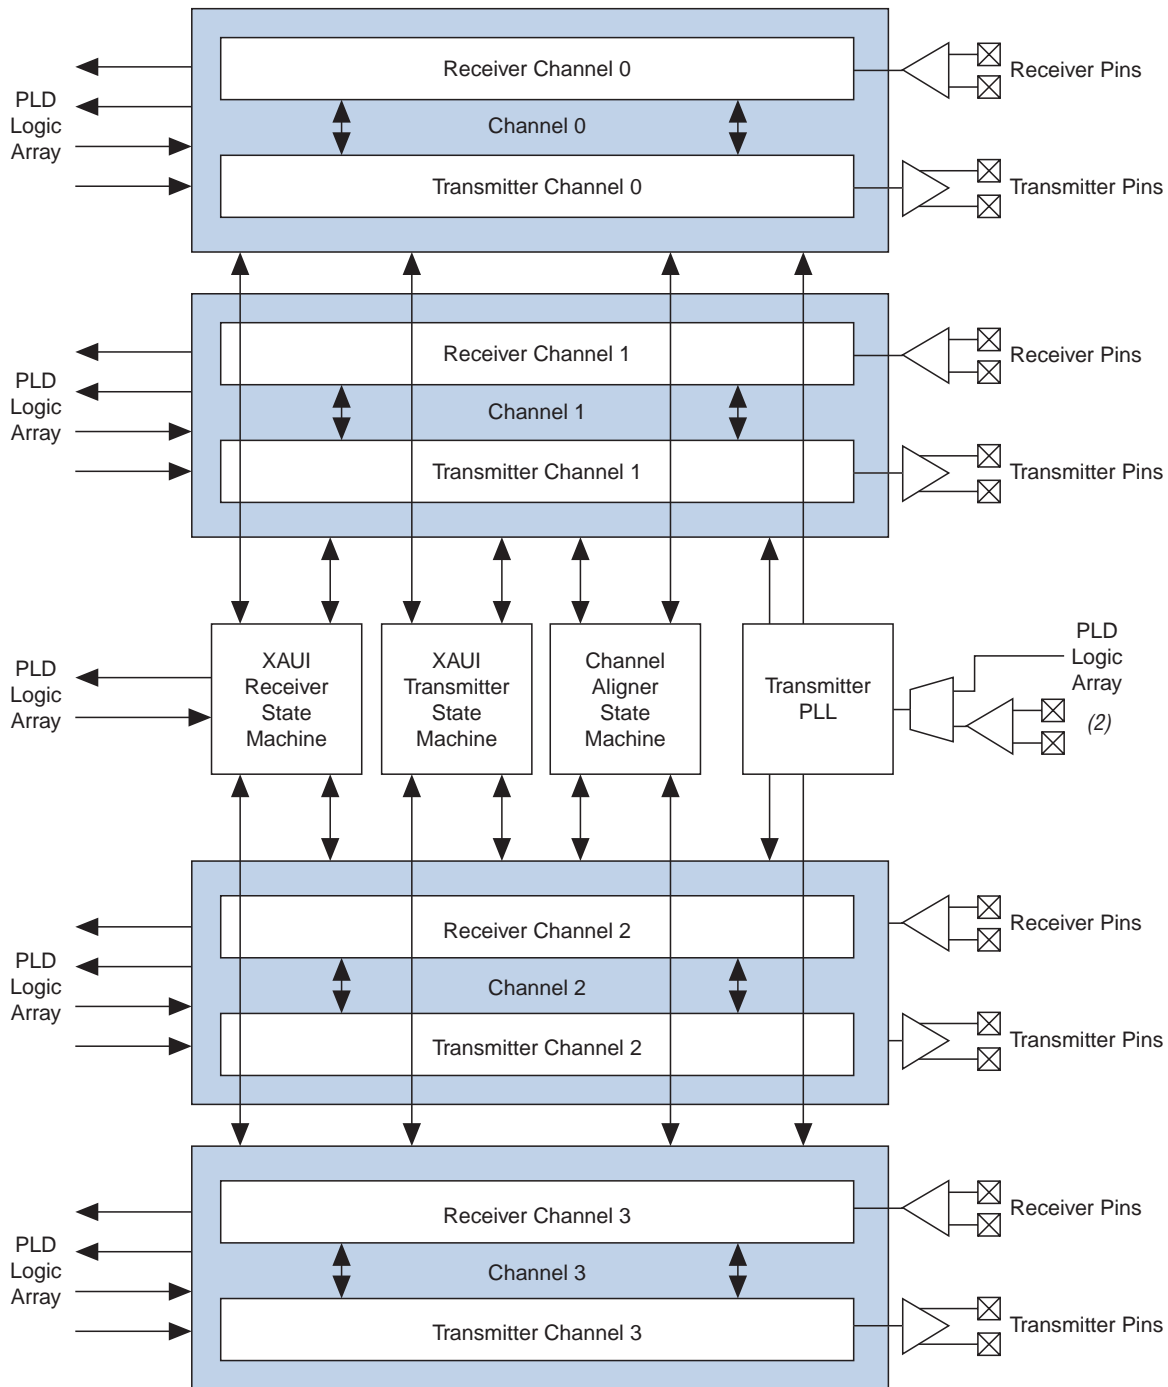 Receiver Channel 0
Receiver Pins
PLD
Logic
Array
Channel 0
Transmitter Channel 0
Transmitter Pins
Receiver Channel 1
Receiver Pins
PLD
Logic
Array
Channel 1
Transmitter Channel 1
Transmitter Pins
PLD
Logic
Array
XAUI
Receiver
State
Machine
XAUI
Transmitter
State
Machine
Channel
Aligner
State
Machine
Transmitter
PLL
PLD
Logic
Array
(2)
Receiver Channel 2
Receiver Pins
PLD
Logic
Array
Channel 2
Transmitter Channel 2
Transmitter Pins
Receiver Channel 3
Receiver Pins
PLD
Logic
Array
Channel 3
Transmitter Channel 3
Transmitter Pins